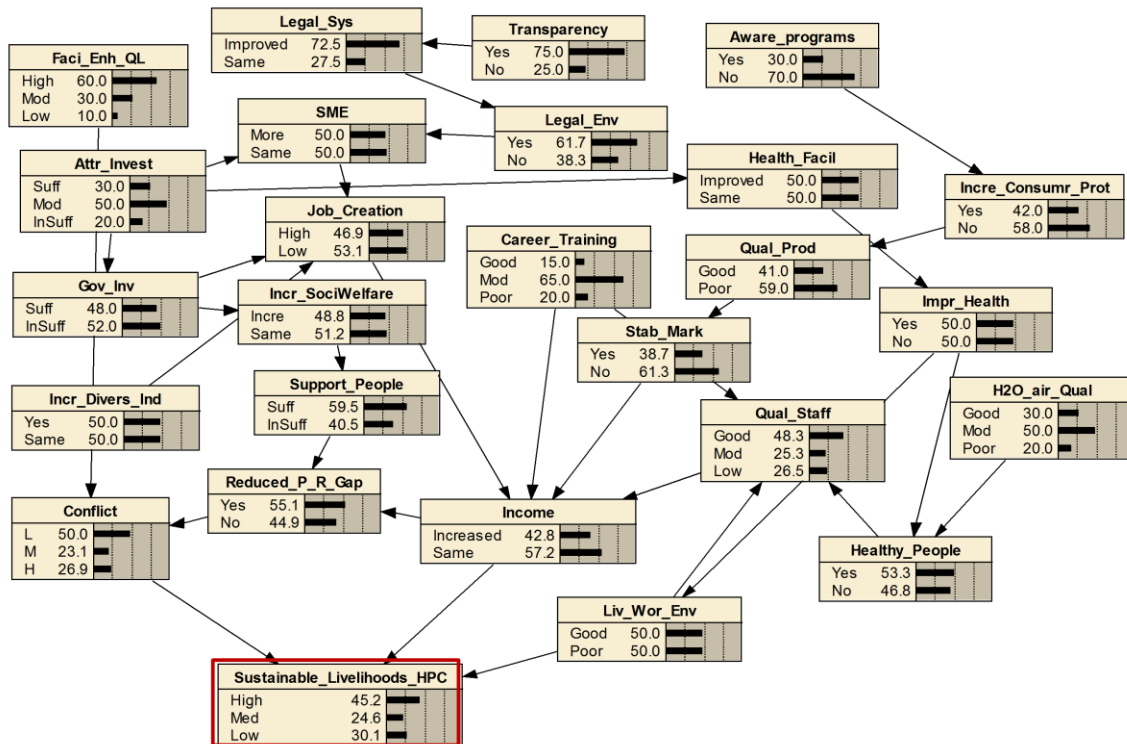 Legal_Sys
Improved 72.5
Same 27.5
Transparency
Yes 75.0
No 25.0
Aware_programs
Yes 30.0
No 70.0
Faci_Enh_QL
High 60.0
Mod 30.0
Low 10.0
SME
More 50.0
Same 50.0
Legal_Env
Yes 61.7
No 38.3
Attr_Invest
Suff 30.0
Mod 50.0
InSuff 20.0
Health_Facil
Improved 50.0
Same 50.0
Incre_Consumr_Prot
Yes 42.0
No 58.0
Job_Creation
High 46.9
Low 53.1
Career_Training
Good 15.0
Mod 65.0
Poor 20.0
Qual_Prod
Good 41.0
Poor 59.0
Gov_Inv
Suff 48.0
InSuff 52.0
Incr_SociWelfare
Incre 48.8
Same 51.2
Impr_Health
Yes 50.0
No 50.0
Stab_Mark
Yes 38.7
No 61.3
Support_People
Suff 59.5
InSuff 40.5
H2O_air_Qual
Good 30.0
Mod 50.0
Poor 20.0
Incr_Divers_Ind
Yes 50.0
Same 50.0
Qual_Staff
Good 48.3
Mod 25.3
Low 26.5
Reduced_P_R_Gap
Yes 55.1
No 44.9
Conflict
L 50.0
M 23.1
H 26.9
Income
Increased 42.8
Same 57.2
Healthy_People
Yes 53.3
No 46.8
Liv_Wor_Env
Good 50.0
Poor 50.0
Sustainable_Livelihoods_HPC
High 45.2
Med 24.6
Low 30.1